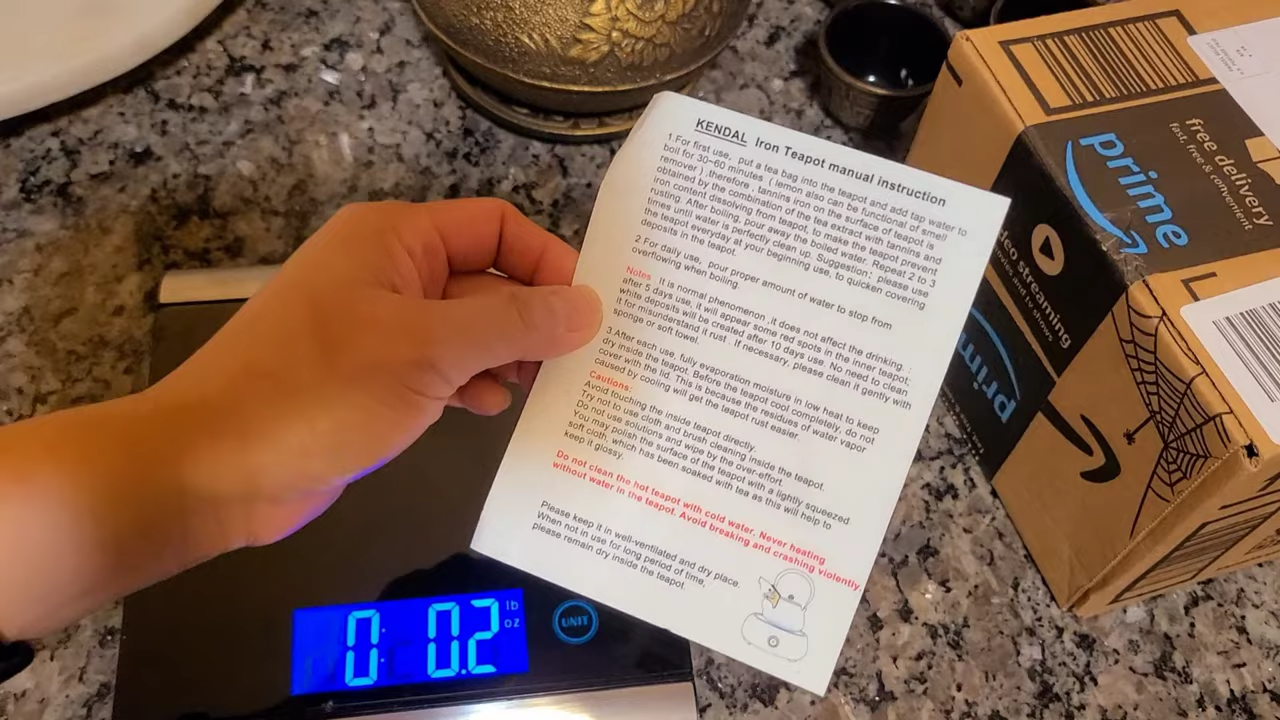 KENDAL Iron Teapot manual instruction
1.For first use, put a tea bag into the teapot and add tap water to
boil for 30~60 minutes ( lemon also can be functional of smell
remover ) ,therefore , tannins iron on the surface of teapot is
obtained by the combination of the tea extract with tannins and
iron content dissolving from teapot, to make the teapot prevent
rusting. After boiling, pour away the boiled water. Repeat 2 to 3
times until water is perfectly clean up. Suggestion: please use
the teapot everyday at your beginning use, to quicken covering
deposits in the teapot.
2.For daily use, pour proper amount of water to stop from
overflowing when boiling.
Notes It is normal phenomenon ,it does not affect the drinking, :
after 5 days use, it will appear some red spots in the inner teapot;
white deposits will be created after 10 days use. No need to clean
it for misunderstand it rust . If necessary, please clean it gently with
sponge or soft towel.
3.After each use, fully evaporation moisture in low heat to keep
dry inside the teapot. Before the teapot cool completely, do not
cover with the lid. This is because the residues of water vapor
caused by cooling will get the teapot rust easier.
Cautions:
Avoid touching the inside teapot directly.
Try not to use cloth and brush cleaning inside the teapot.
Do not use solutions and wipe by the over-effort.
You may polish the surface of the teapot with a lightly squeezed.
soft cloth, which has been soaked with tea as this will help to
keep it glossy.
Do not clean the hot teapot with cold water. Never heating
without water in the teapot. Avoid breaking and crashing violently.
Please keep it in well-ventilated and dry place.
When not in use for long period of time,
please remain dry inside the teapot.
0: 0.2 lb oz
UNIT
prime
free delivery
fast, free & convenient
video streaming
movies and tv shows
prime